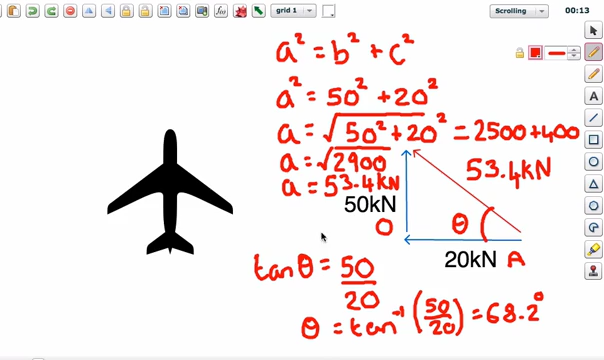 grid 1
Scrolling
00:13
a² = b² + c²
a² = 50² + 20²
a = √50² + 20² = 2500 + 400
a = √2900
a = 53.4kN
53.4kN
50kN
O
θ
20kN A
tanθ = 50/20
θ = tan⁻¹ (50/20) = 68.2°